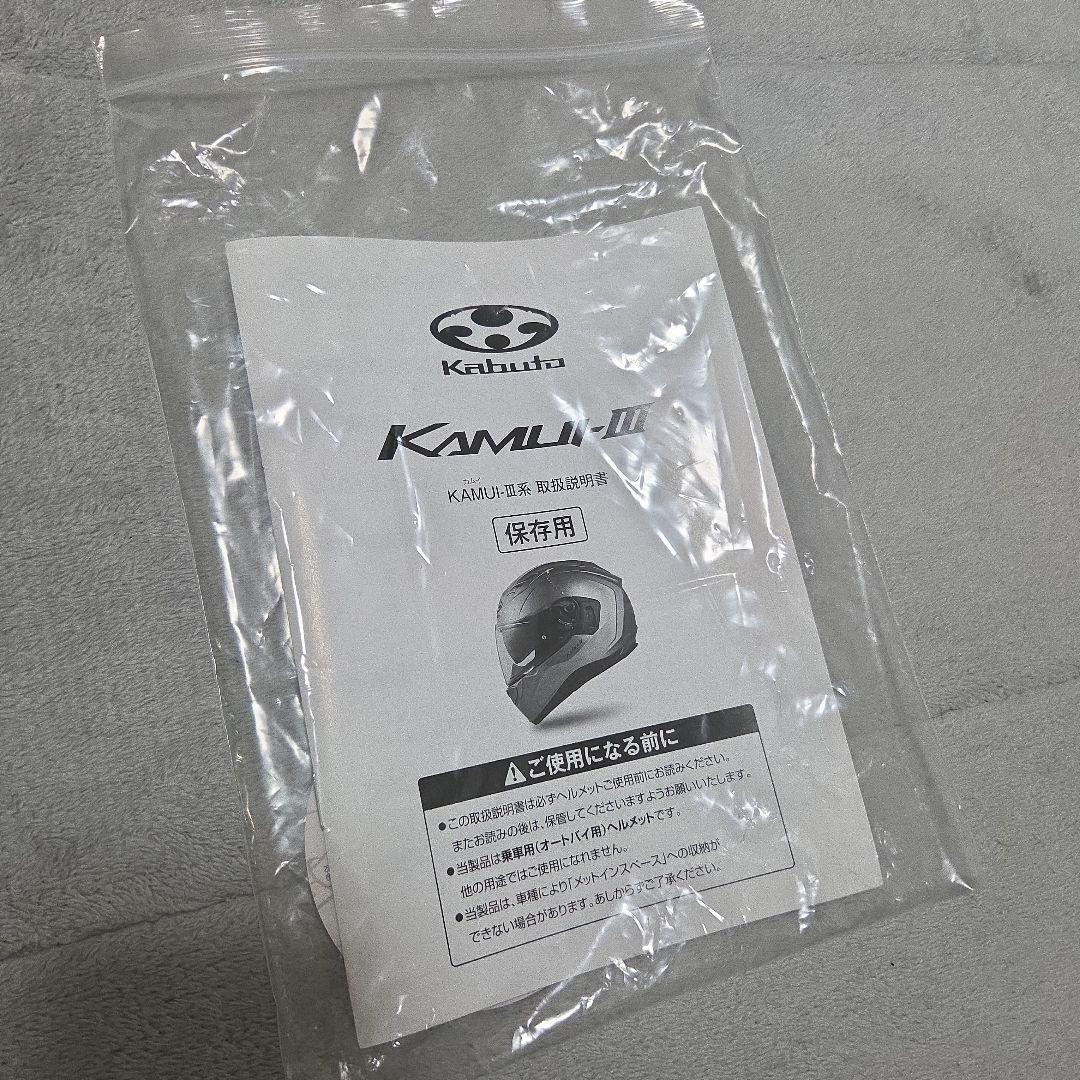 Kabuto
KAMUI-III
カムイ
KAMUI-III系 取扱説明書
保存用
ご使用になる前に
●この取扱説明書は必ずヘルメットご使用前にお読みください。
またお読みの後は、保管してくださいますようお願いいたします。
●当製品は乗車用(オートバイ用)ヘルメットです。
他の用途ではご使用になれません。
●当製品は、車種により「メットインスペース」への収納が
できない場合があります。あしからずご了承ください。